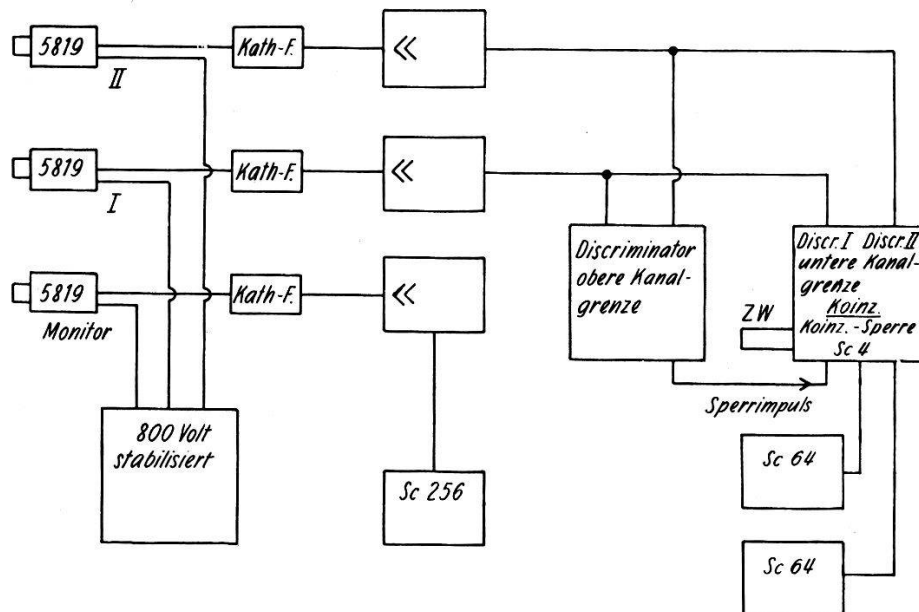 5819
Kath-F.
≪
II
5819
Kath-F.
≪
I
Discriminator
obere Kanal-
grenze
Discr.I Discr.II
untere Kanal-
grenze
Koinz.
Koinz.-Sperre
Sc 4
ZW
5819
Kath-F.
≪
Monitor
Sperrimpuls
800 Volt
stabilisiert
Sc 256
Sc 64
Sc 64